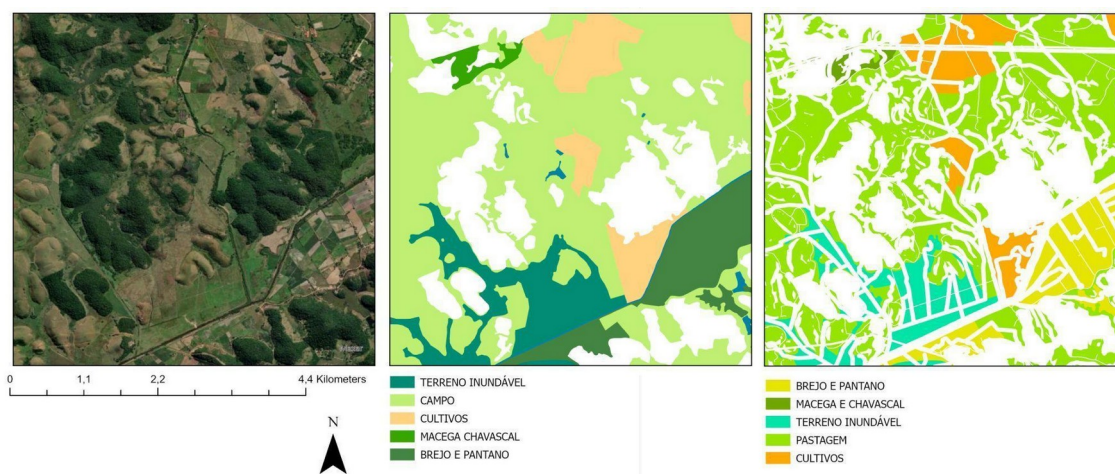 Maxar
0 1,1 2,2 4,4 Kilometers
N
TERRENO INUNDÁVEL
CAMPO
CULTIVOS
MACEGA CHAVASCAL
BREJO E PANTANO
BREJO E PANTANO
MACEGA E CHAVASCAL
TERRENO INUNDÁVEL
PASTAGEM
CULTIVOS